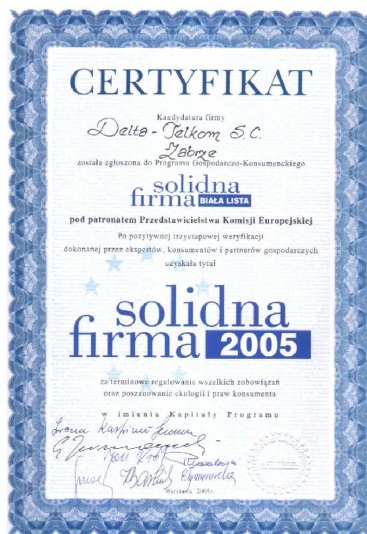 CERTYFIKAT
Kandydatura firmy
Delta-Telkom S.C.
Zabrze
została zgłoszona do Programu Gospodarczo-Konsumenckiego
solidna
firma BIAŁA LISTA
pod patronatem Przedstawicielstwa Komisji Europejskiej
Po pozytywnej trzyetapowej weryfikacji
dokonanej przez ekspertów, konsumentów i partnerów gospodarczych
uzyskała tytuł
solidna
firma 2005
za terminowe regulowanie wszelkich zobowiązań
oraz poszanowanie ekologii i praw konsumenta
w imieniu Kapituły Programu
Warszawa, 2005r.